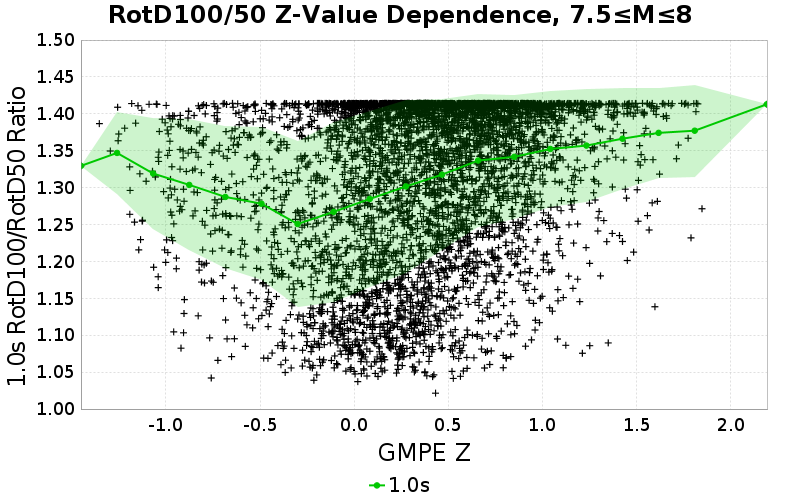 RotD100/50 Z-Value Dependence, 7.5≤M≤8
1.0s RotD100/RotD50 Ratio
1.50
1.45
1.40
1.35
1.30
1.25
1.20
1.15
1.10
1.05
1.00
-1.0 -0.5 0.0 0.5 1.0 1.5 2.0
GMPE Z
1.0s